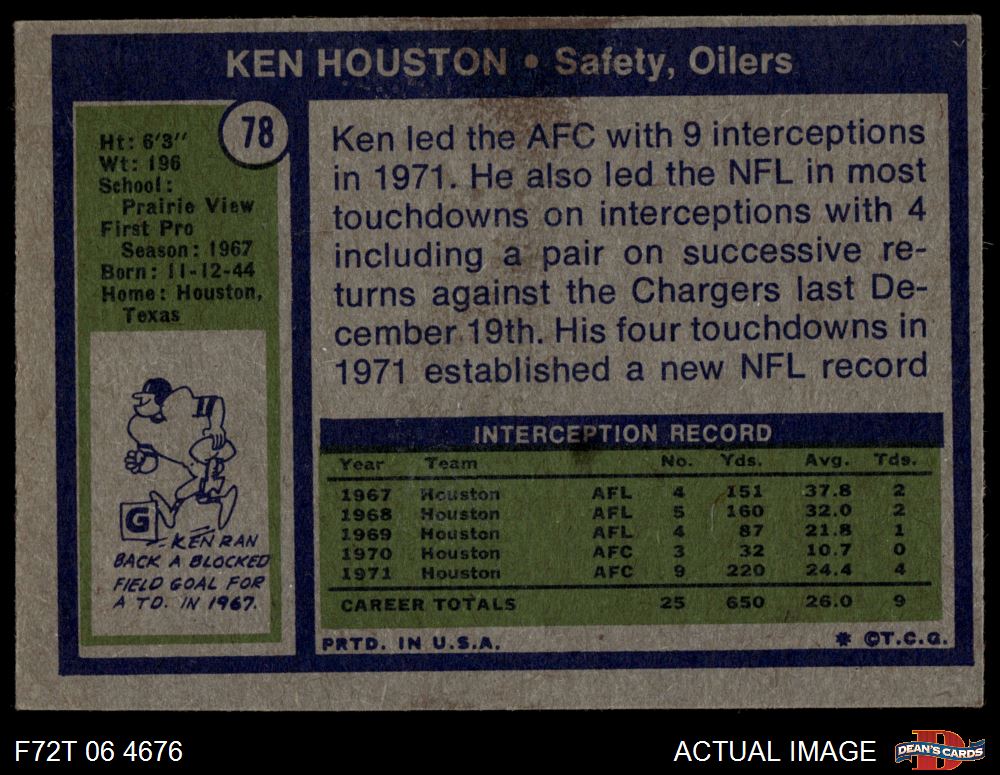 KEN HOUSTON • Safety, Oilers
78
Ht: 6'3"
Wt: 196
School:
Prairie View
First Pro
Season: 1967
Born: 11-12-44
Home: Houston,
Texas
G
KEN RAN
BACK A BLOCKED
FIELD GOAL FOR
A TD. IN 1967.
Ken led the AFC with 9 interceptions
in 1971. He also led the NFL in most
touchdowns on interceptions with 4
including a pair on successive re-
turns against the Chargers last De-
cember 19th. His four touchdowns in
1971 established a new NFL record
INTERCEPTION RECORD
Year Team No. Yds. Avg. Tds.
1967 Houston AFL 4 151 37.8 2
1968 Houston AFL 5 160 32.0 2
1969 Houston AFL 4 87 21.8 1
1970 Houston AFC 3 32 10.7 0
1971 Houston AFC 9 220 24.4 4
CAREER TOTALS 25 650 26.0 9
PRTD. IN U.S.A. * ©T.C.G.
F72T 06 4676
ACTUAL IMAGE
DEAN'S CARDS